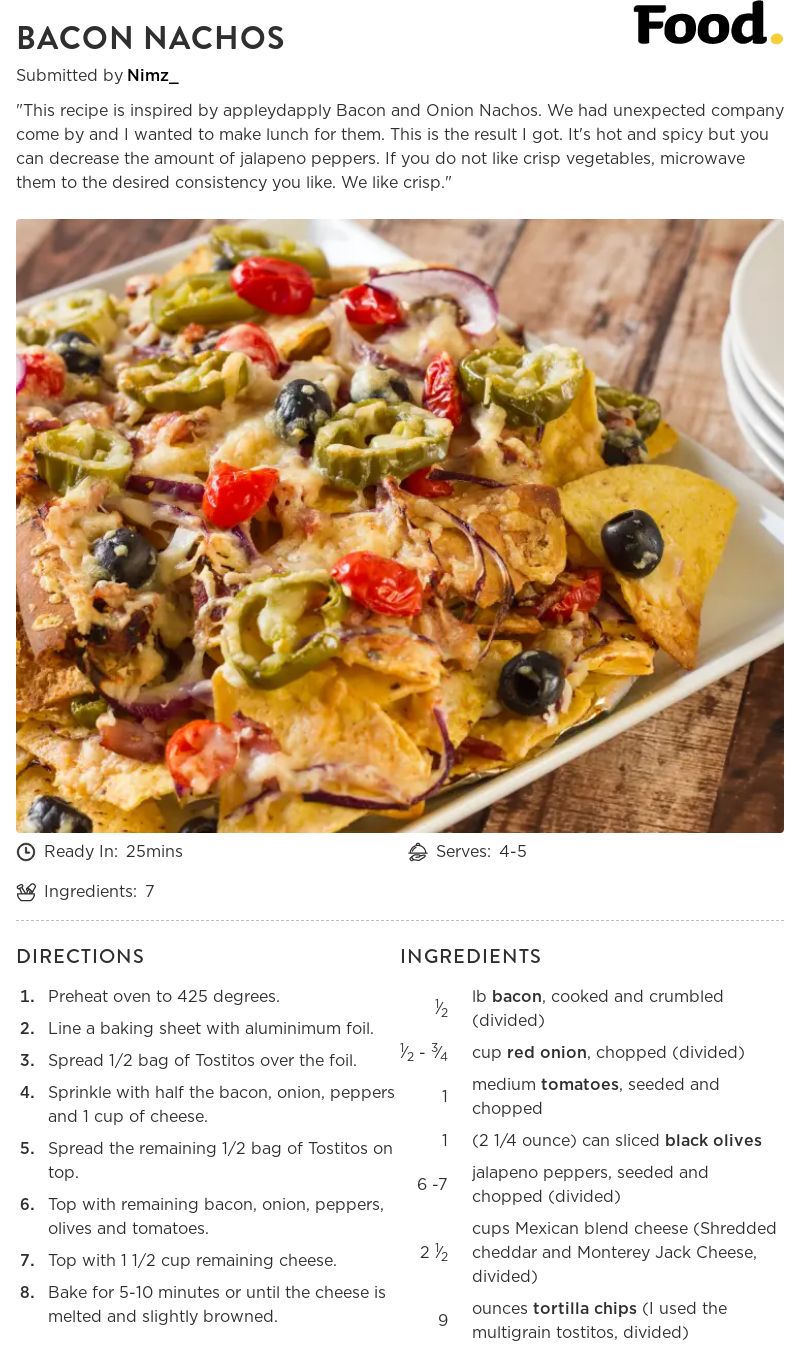 BACON NACHOS
Food.
Submitted by Nimz_
"This recipe is inspired by appleydapply Bacon and Onion Nachos. We had unexpected company
come by and I wanted to make lunch for them. This is the result I got. It's hot and spicy but you
can decrease the amount of jalapeno peppers. If you do not like crisp vegetables, microwave
them to the desired consistency you like. We like crisp."
Ready In: 25mins
Serves: 4-5
Ingredients: 7
DIRECTIONS
1. Preheat oven to 425 degrees.
2. Line a baking sheet with aluminimum foil.
3. Spread 1/2 bag of Tostitos over the foil.
4. Sprinkle with half the bacon, onion, peppers
and 1 cup of cheese.
5. Spread the remaining 1/2 bag of Tostitos on
top.
6. Top with remaining bacon, onion, peppers,
olives and tomatoes.
7. Top with 1 1/2 cup remaining cheese.
8. Bake for 5-10 minutes or until the cheese is
melted and slightly browned.
INGREDIENTS
1⁄2 lb bacon, cooked and crumbled
(divided)
1⁄2 - 3⁄4 cup red onion, chopped (divided)
1 medium tomatoes, seeded and
chopped
1 (2 1/4 ounce) can sliced black olives
6 -7 jalapeno peppers, seeded and
chopped (divided)
2 1⁄2 cups Mexican blend cheese (Shredded
cheddar and Monterey Jack Cheese,
divided)
9 ounces tortilla chips (I used the
multigrain tostitos, divided)